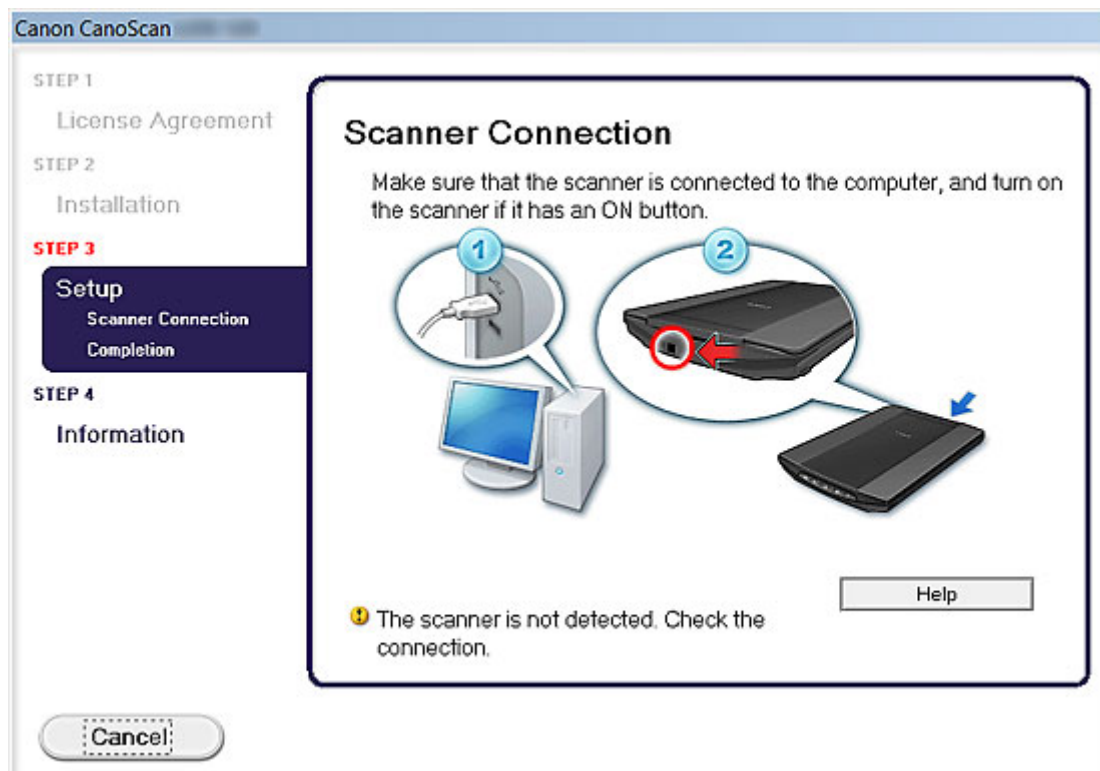 Canon CanoScan
STEP 1
License Agreement
STEP 2
Installation
STEP 3
Setup
Scanner Connection
Completion
STEP 4
Information
Scanner Connection
Make sure that the scanner is connected to the computer, and turn on
the scanner if it has an ON button.
1
2
Help
The scanner is not detected. Check the
connection.
Cancel